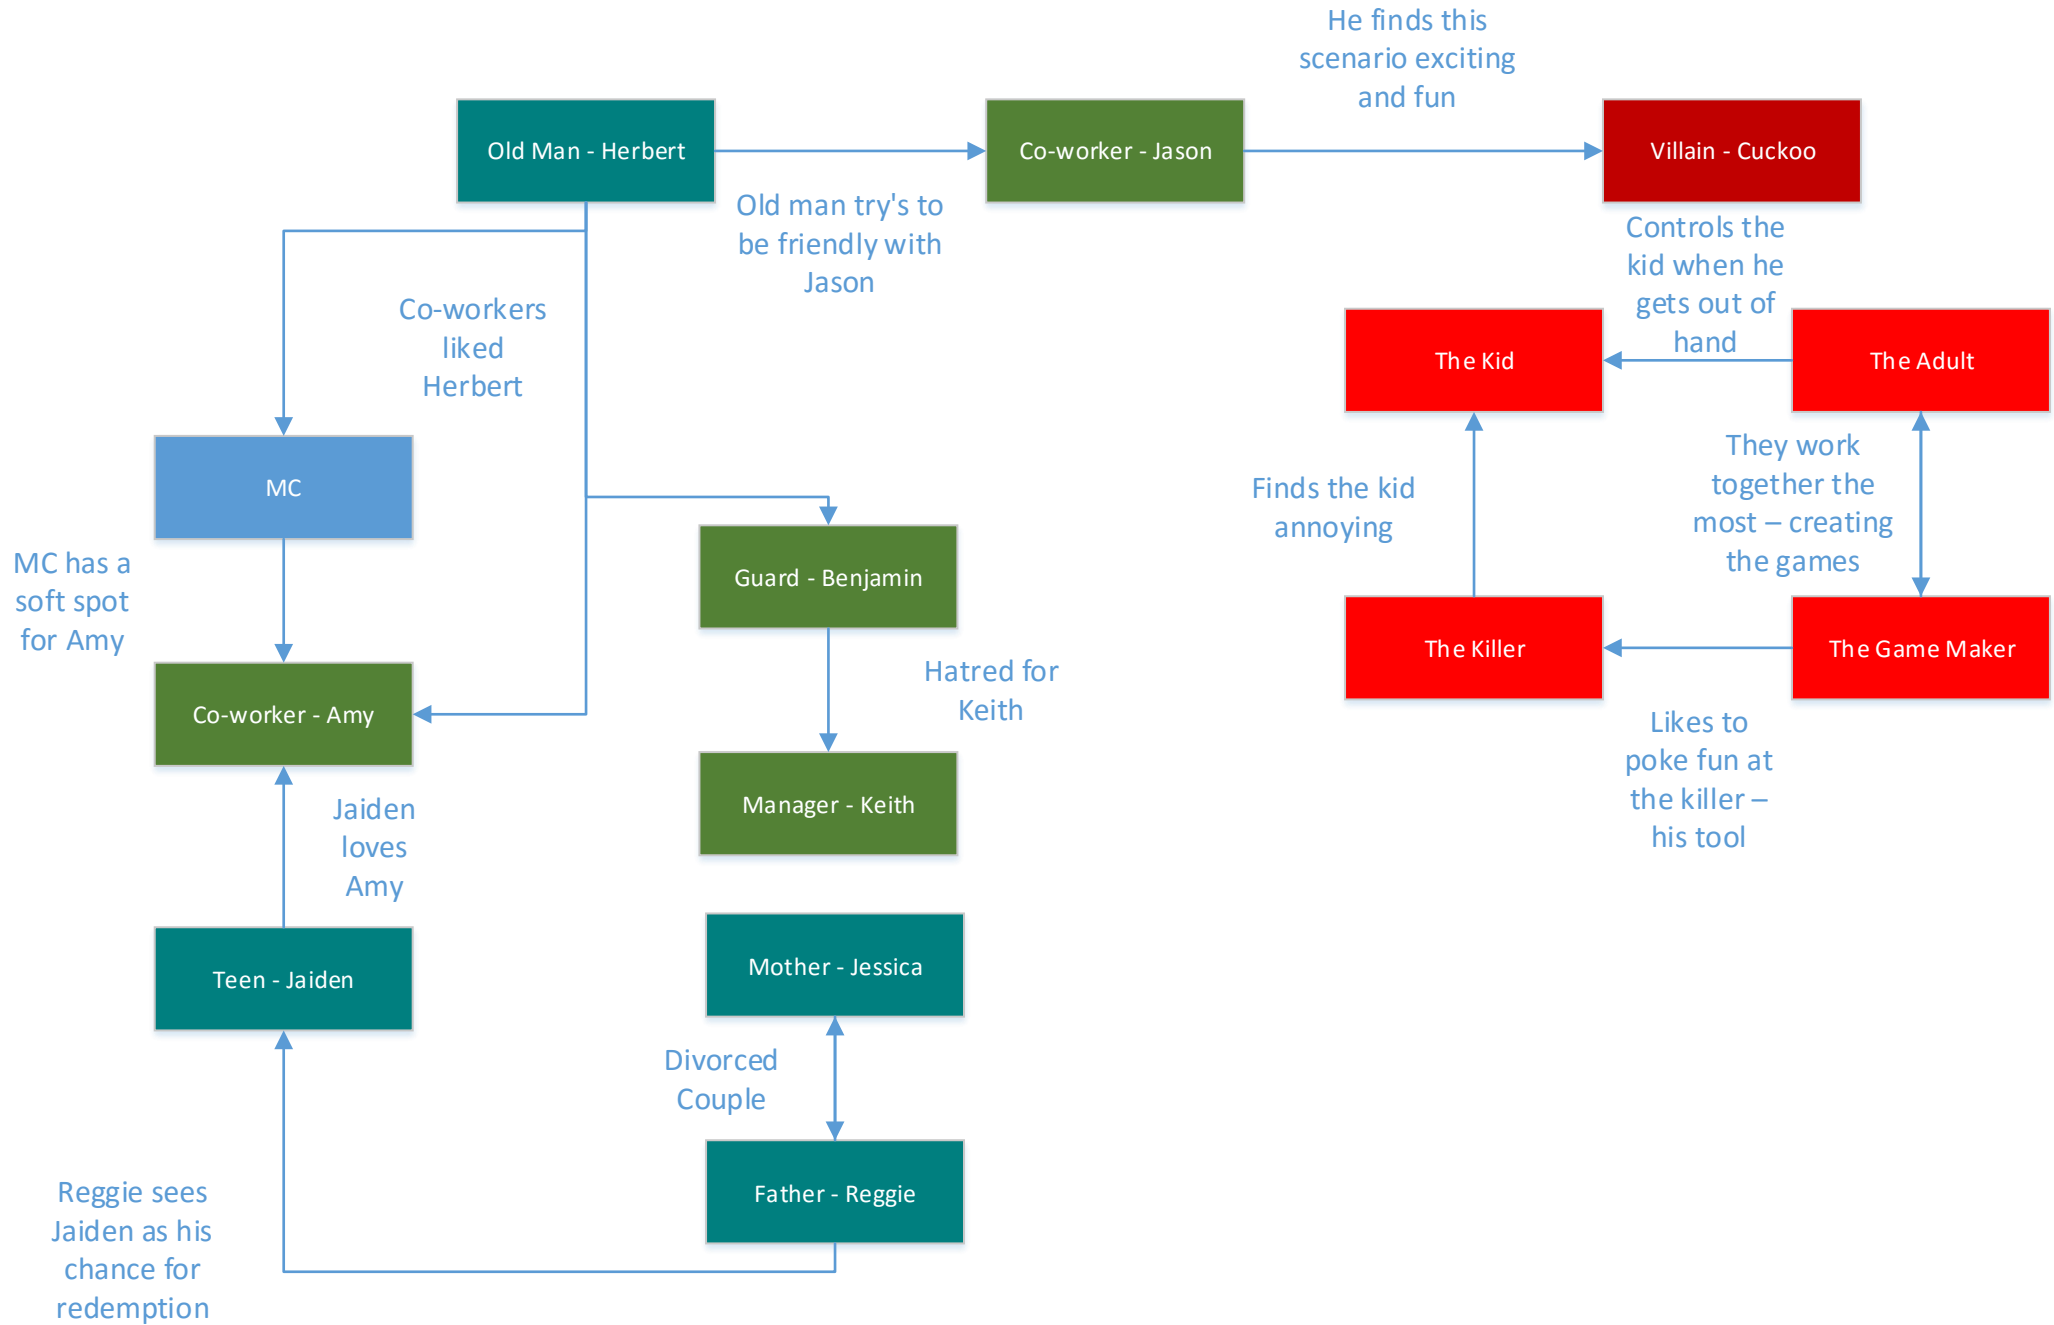 He finds this
scenario exciting
and fun
Old Man - Herbert
Co-worker - Jason
Villain - Cuckoo
Old man try's to
be friendly with
Jason
Controls the
kid when he
gets out of
hand
Co-workers
liked
Herbert
The Kid
The Adult
MC
Finds the kid
annoying
They work
together the
most – creating
the games
MC has a
soft spot
for Amy
Guard - Benjamin
The Killer
The Game Maker
Co-worker - Amy
Hatred for
Keith
Likes to
poke fun at
the killer –
his tool
Manager - Keith
Jaiden
loves
Amy
Teen - Jaiden
Mother - Jessica
Divorced
Couple
Father - Reggie
Reggie sees
Jaiden as his
chance for
redemption